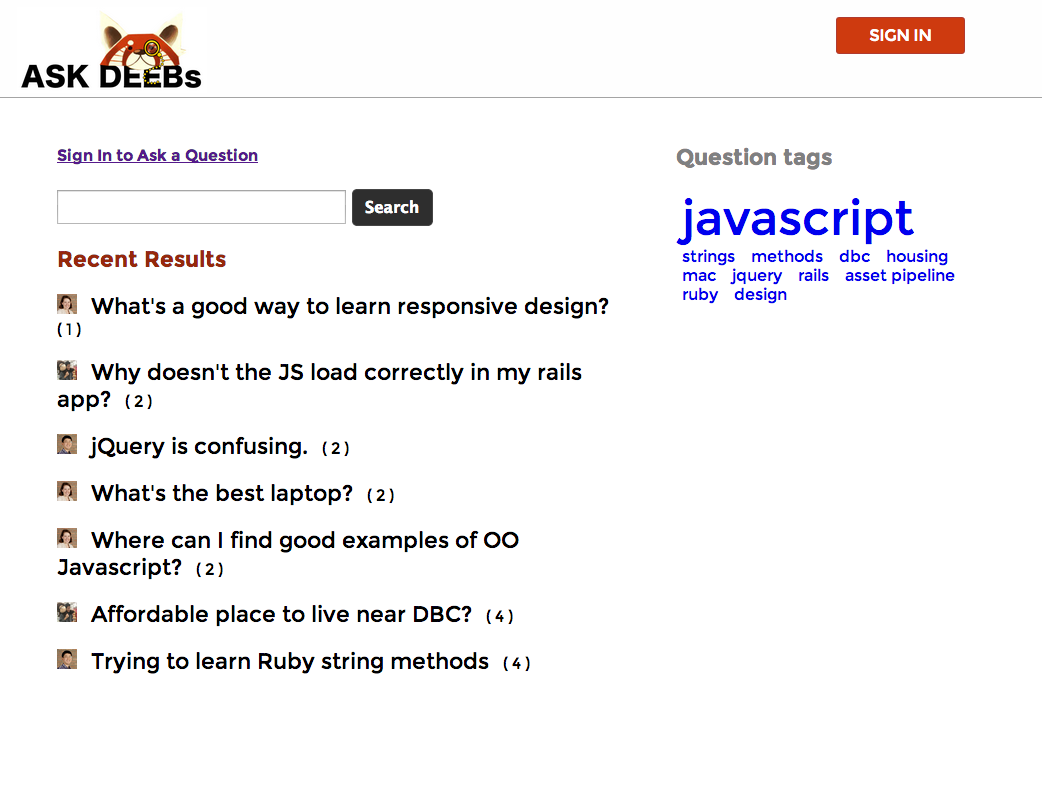 ASK DEEBs
SIGN IN
Sign In to Ask a Question
Search
Recent Results
What's a good way to learn responsive design?
(1)
Why doesn't the JS load correctly in my rails
app? (2)
jQuery is confusing. (2)
What's the best laptop? (2)
Where can I find good examples of OO
Javascript? (2)
Affordable place to live near DBC? (4)
Trying to learn Ruby string methods (4)
Question tags
javascript
strings methods dbc housing
mac jquery rails asset pipeline
ruby design